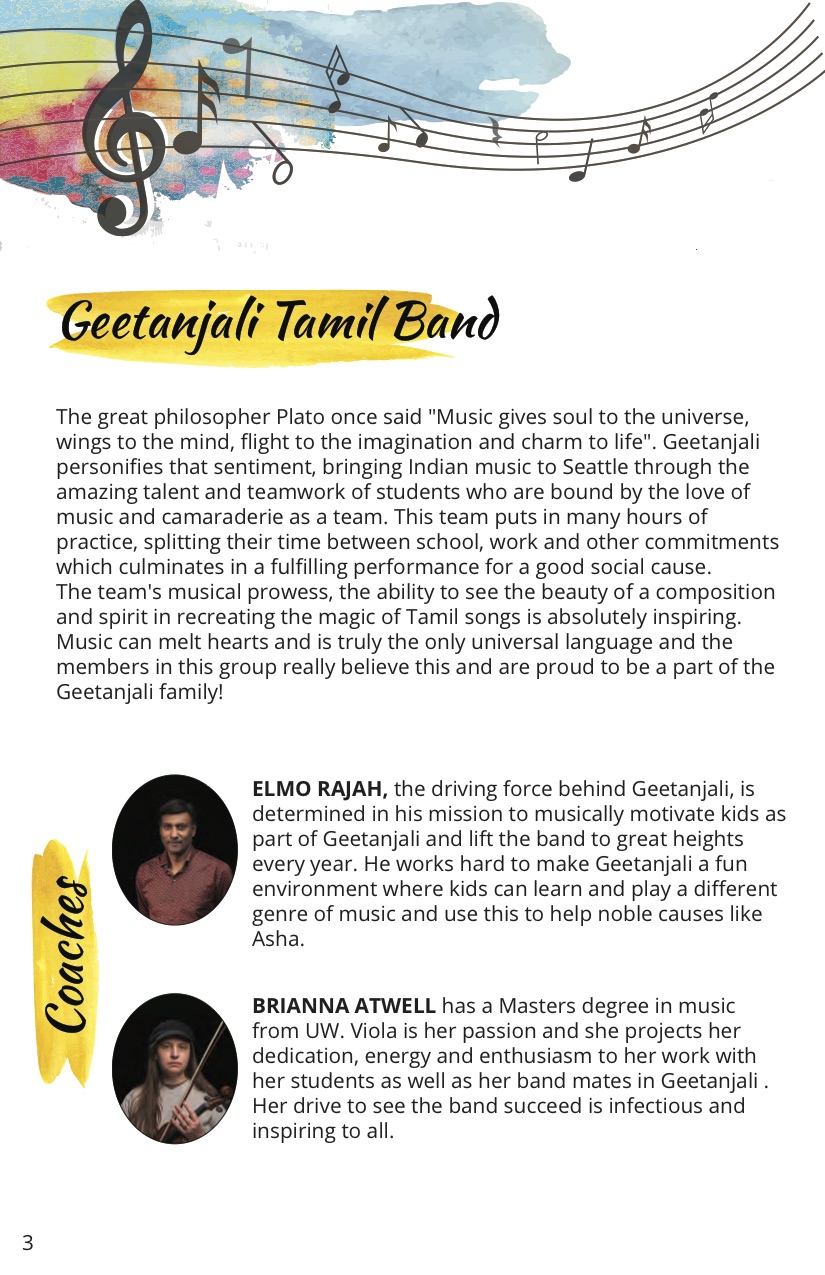 Geetanjali Tamil Band
The great philosopher Plato once said "Music gives soul to the universe,
wings to the mind, flight to the imagination and charm to life". Geetanjali
personifies that sentiment, bringing Indian music to Seattle through the
amazing talent and teamwork of students who are bound by the love of
music and camaraderie as a team. This team puts in many hours of
practice, splitting their time between school, work and other commitments
which culminates in a fulfilling performance for a good social cause.
The team's musical prowess, the ability to see the beauty of a composition
and spirit in recreating the magic of Tamil songs is absolutely inspiring.
Music can melt hearts and is truly the only universal language and the
members in this group really believe this and are proud to be a part of the
Geetanjali family!
Coaches
ELMO RAJAH, the driving force behind Geetanjali, is
determined in his mission to musically motivate kids as
part of Geetanjali and lift the band to great heights
every year. He works hard to make Geetanjali a fun
environment where kids can learn and play a different
genre of music and use this to help noble causes like
Asha.
BRIANNA ATWELL has a Masters degree in music
from UW. Viola is her passion and she projects her
dedication, energy and enthusiasm to her work with
her students as well as her band mates in Geetanjali .
Her drive to see the band succeed is infectious and
inspiring to all.
3